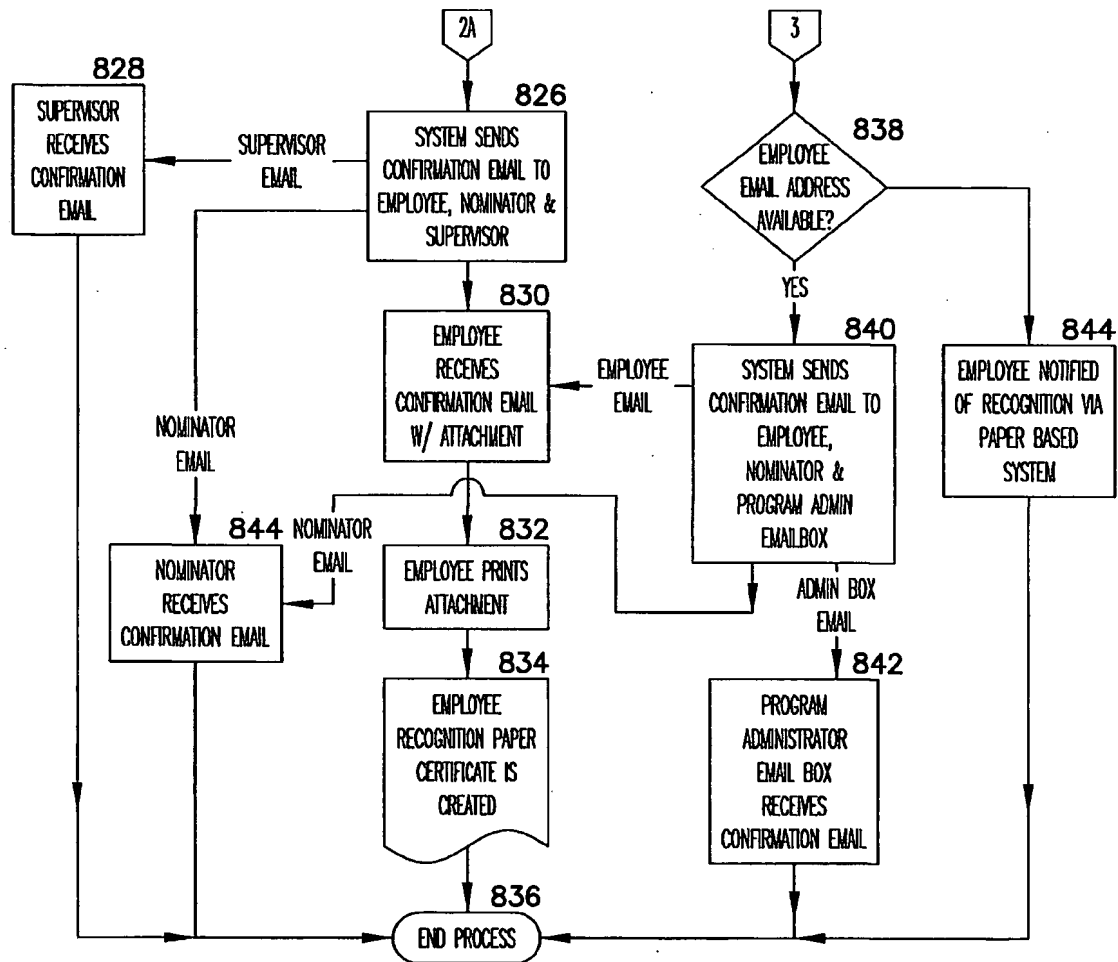 2A
3
828
SUPERVISOR
RECEIVES
CONFIRMATION
EMAIL
SUPERVISOR
EMAIL
826
SYSTEM SENDS
CONFIRMATION EMAIL TO
EMPLOYEE, NOMINATOR &
SUPERVISOR
838
EMPLOYEE
EMAIL ADDRESS
AVAILABLE?
YES
830
EMPLOYEE
RECEIVES
CONFIRMATION EMAIL
W/ ATTACHMENT
EMPLOYEE
EMAIL
840
SYSTEM SENDS
CONFIRMATION EMAIL TO
EMPLOYEE,
NOMINATOR &
PROGRAM ADMIN
EMAILBOX
844
EMPLOYEE NOTIFIED
OF RECOGNITION VIA
PAPER BASED
SYSTEM
NOMINATOR
EMAIL
844
NOMINATOR
RECEIVES
CONFIRMATION EMAIL
NOMINATOR
EMAIL
832
EMPLOYEE PRINTS
ATTACHMENT
ADMIN BOX
EMAIL
834
EMPLOYEE
RECOGNITION PAPER
CERTIFICATE IS
CREATED
842
PROGRAM
ADMINISTRATOR
EMAIL BOX
RECEIVES
CONFIRMATION EMAIL
836
END PROCESS